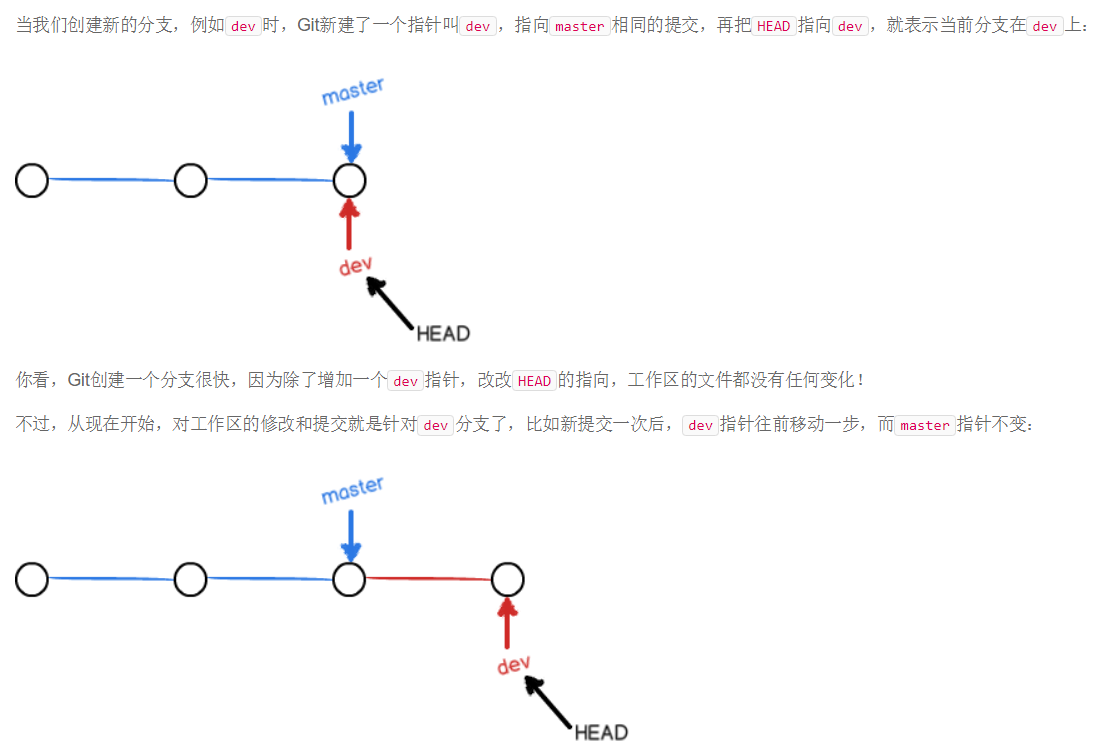 当我们创建新的分支，例如dev时，Git新建了一个指针叫dev，指向master相同的提交，再把HEAD指向dev，就表示当前分支在dev上：
master
dev
HEAD
你看，Git创建一个分支很快，因为除了增加一个dev指针，改改HEAD的指向，工作区的文件都没有任何变化！
不过，从现在开始，对工作区的修改和提交就是针对dev分支了，比如新提交一次后，dev指针往前移动一步，而master指针不变：
master
dev
HEAD